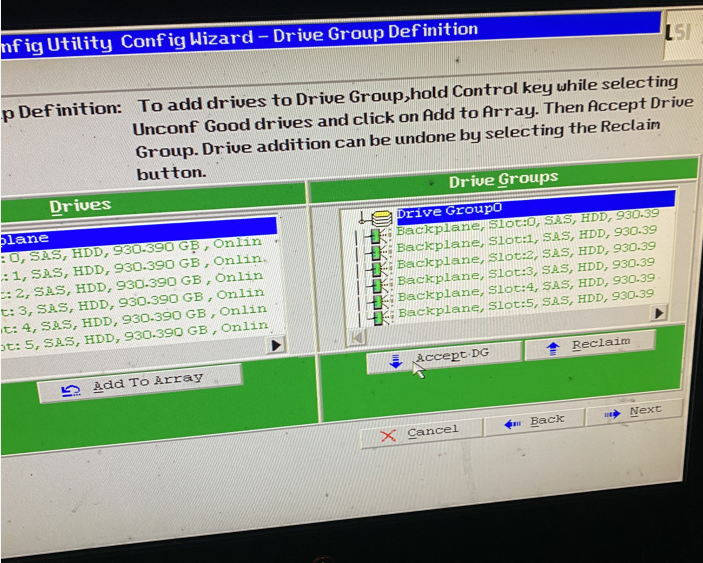 nfig Utility Config Wizard – Drive Group Definition
LSI
p Definition: To add drives to Drive Group,hold Control key while selecting
Unconf Good drives and click on Add to Array. Then Accept Drive
Group. Drive addition can be undone by selecting the Reclaim
button.
Drives
plane
: 0, SAS, HDD, 930.390 GB, Onlin
t: 1, SAS, HDD, 930.390 GB, Onlin
t: 2, SAS, HDD, 930.390 GB, Onlin
t: 3, SAS, HDD, 930.390 GB, Onlin
ot: 4, SAS, HDD, 930.390 GB, Onlin
ot: 5, SAS, HDD, 930.390 GB, Onlin
Add To Array
Drive Groups
Drive Group0
Backplane, Slot:0, SAS, HDD, 930.39
Backplane, Slot:1, SAS, HDD, 930.39
Backplane, Slot:2, SAS, HDD, 930.39
Backplane, Slot:3, SAS, HDD, 930.39
Backplane, Slot:4, SAS, HDD, 930.39
Backplane, Slot:5, SAS, HDD, 930.39
Accept DG
Reclaim
Cancel
Back
Next